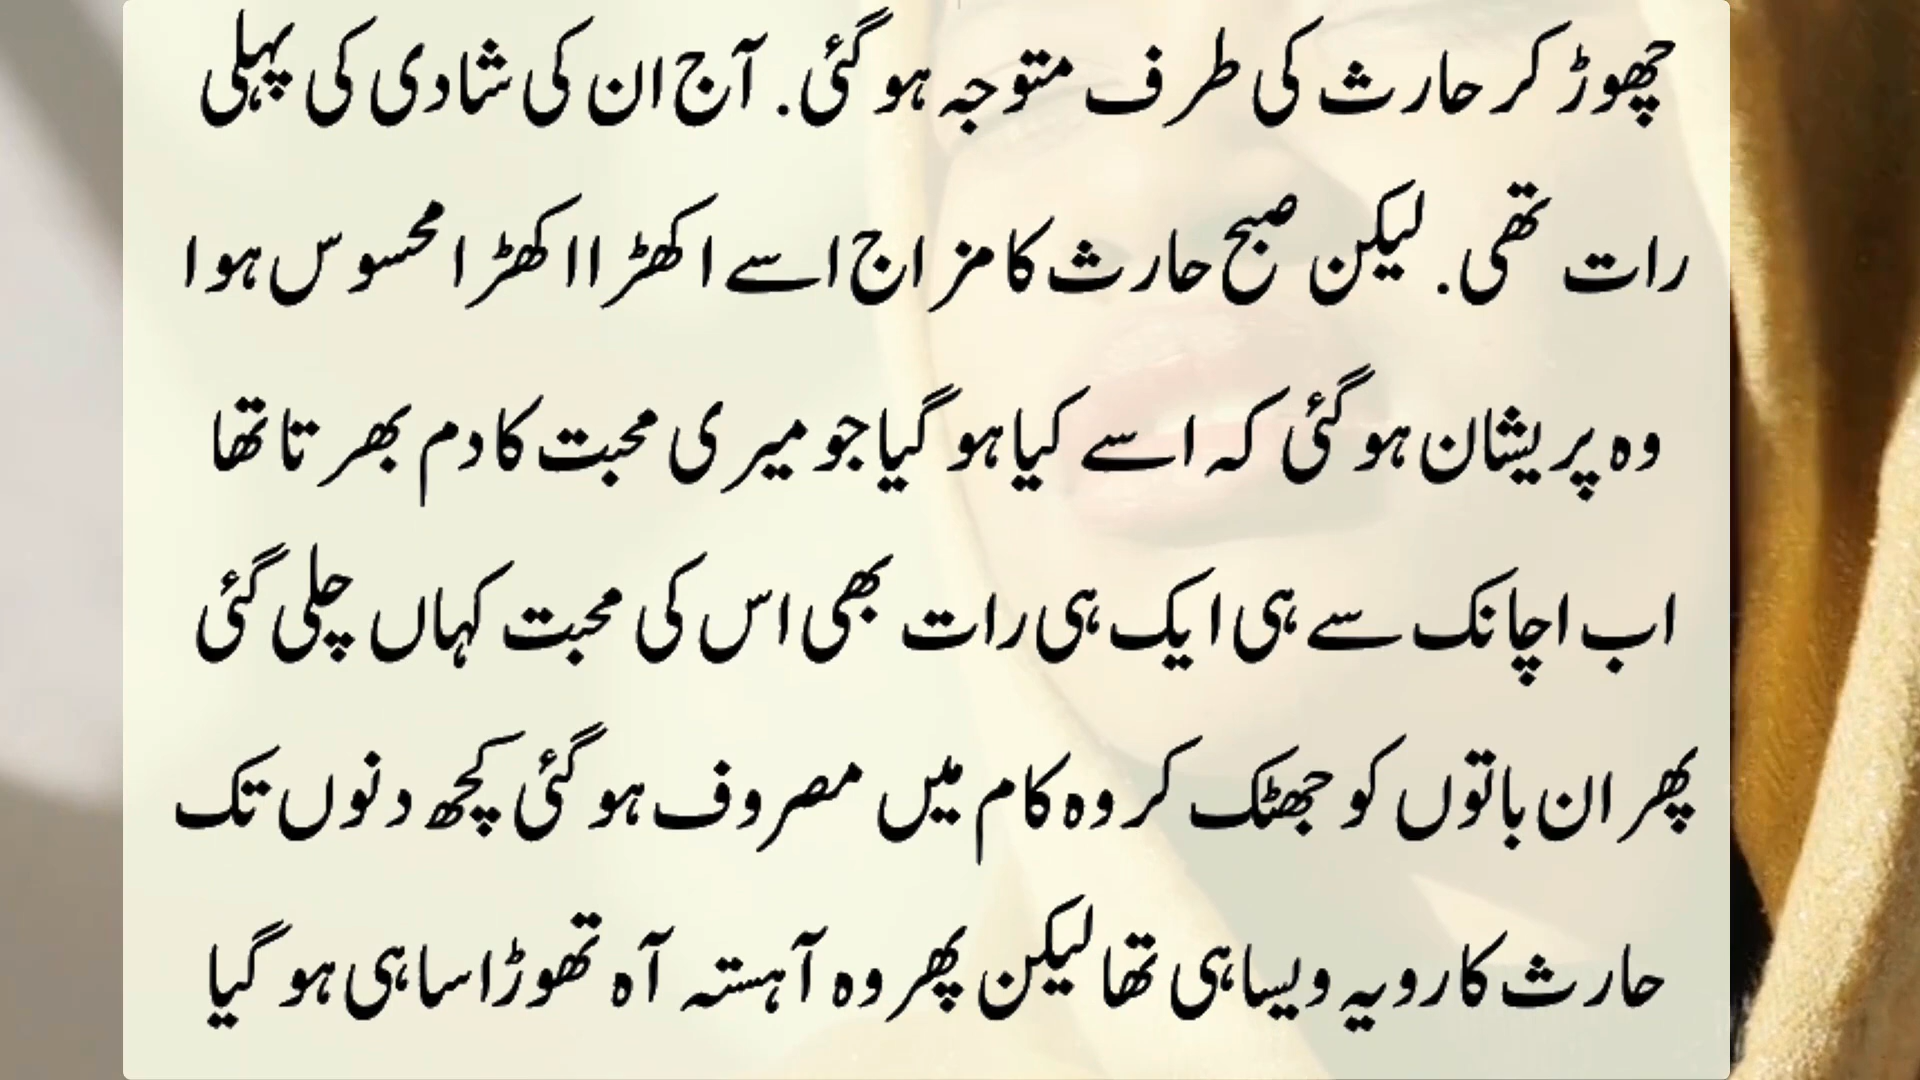 چھوڑ کر حارث کی طرف متوجہ ہو گئی. آج ان کی شادی کی پہلی
رات تھی. لیکن صبح حارث کا مزاج اسے اکھڑا اکھڑا محسوس ہوا
وہ پریشان ہو گئی کہ اسے کیا ہو گیا جو میری محبت کا دم بھرتا تھا
اب اچانک سے ہی ایک ہی رات بھی اس کی محبت کہاں چلی گئی
پھر ان باتوں کو جھٹک کر وہ کام میں مصروف ہو گئی کچھ دنوں تک
حارث کا رویہ ویسا ہی تھا لیکن پھر وہ آہستہ آہ تھوڑا سا ہی ہو گیا